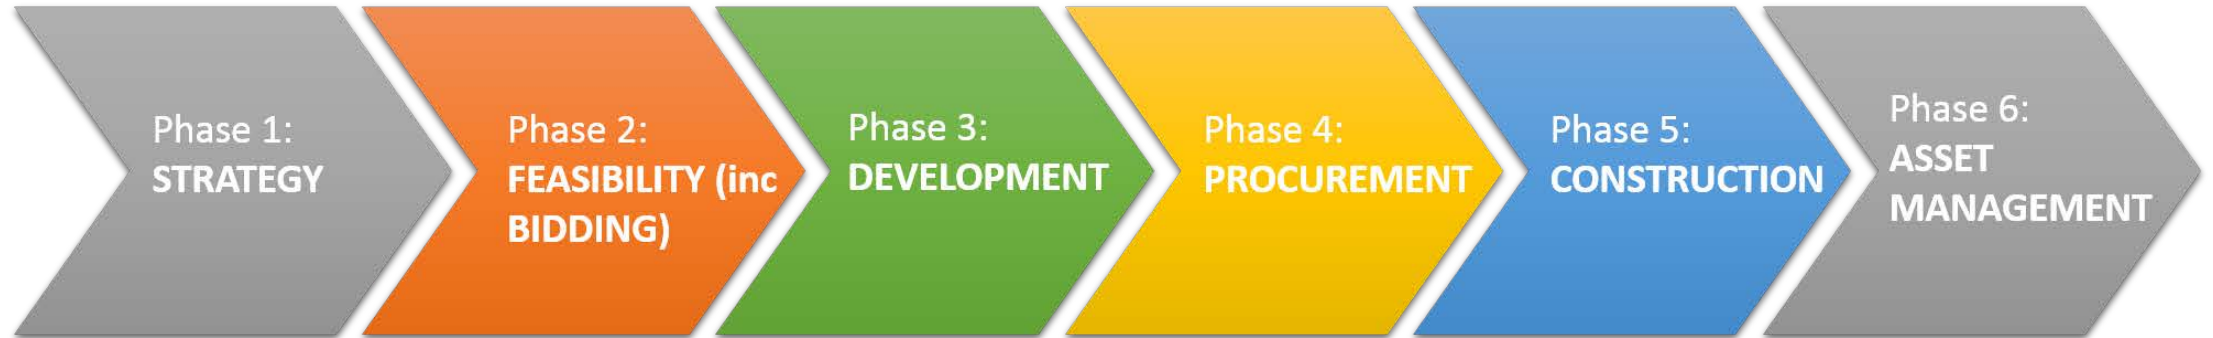 Phase 1:
STRATEGY
Phase 2:
FEASIBILITY (inc
BIDDING)
Phase 3:
DEVELOPMENT
Phase 4:
PROCUREMENT
Phase 5:
CONSTRUCTION
Phase 6:
ASSET
MANAGEMENT